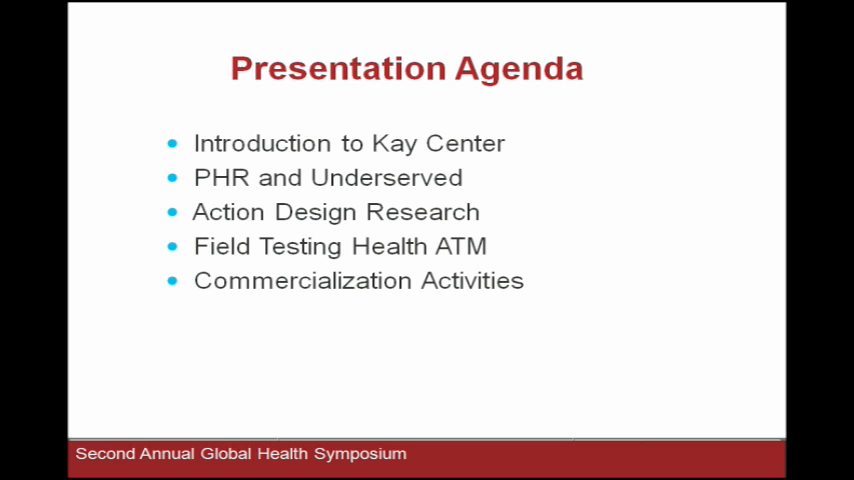 Presentation Agenda
Introduction to Kay Center
PHR and Underserved
Action Design Research
Field Testing Health ATM
Commercialization Activities
Second Annual Global Health Symposium